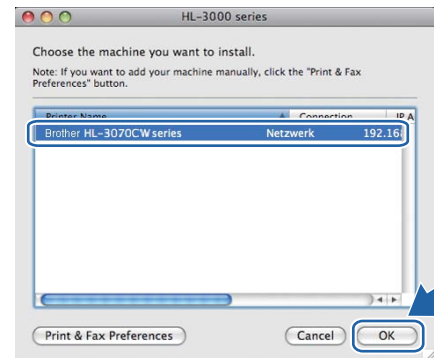 HL-3000 series
Choose the machine you want to install.
Note: If you want to add your machine manually, click the "Print & Fax
Preferences" button.
Printer Name Connection IP A
Brother HL-3070CW series Netzwerk 192.16
Print & Fax Preferences Cancel OK